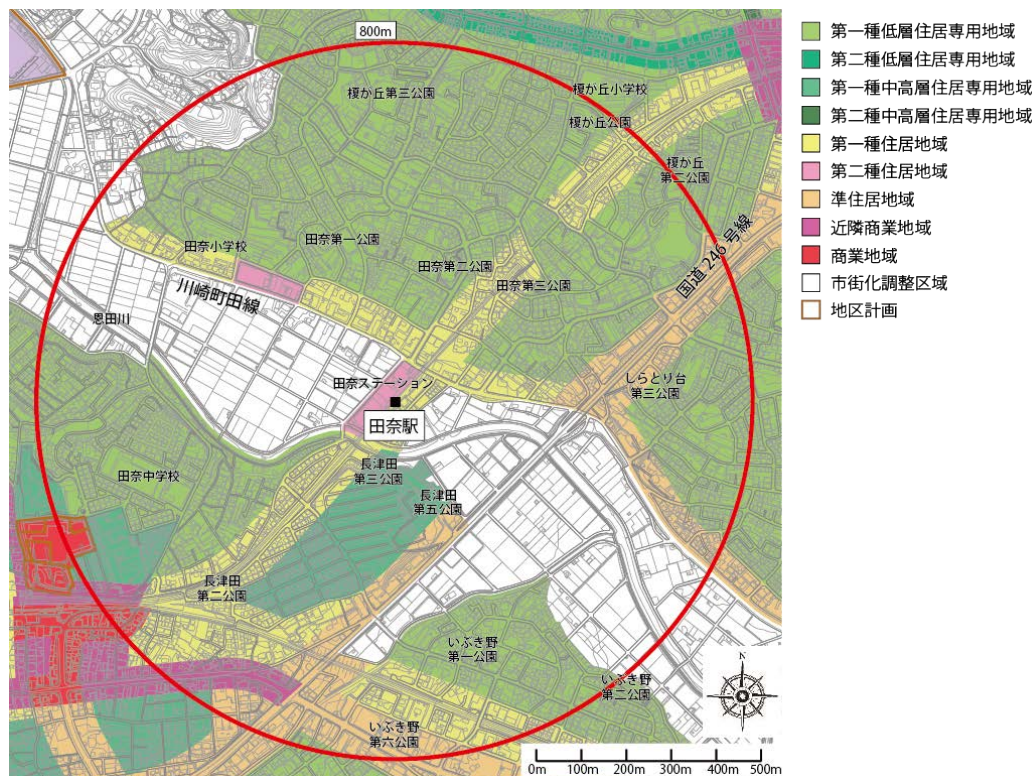 800m
榎が丘第三公園
榎が丘小学校
榎が丘公園
榎か丘
第二公園
国道 246 号線
田奈小学校
田奈第一公園
田奈第二公園
田奈第三公園
川崎町田線
恩田川
田奈ステーション
田奈駅
しらとり台
第三公園
田奈中学校
長津田
第三公園
長津田
第五公園
長津田
第二公園
いぶき野
第一公園
いぶき野
第二公園
いぶき野
第六公園
N
0m 100m 200m 300m 400m 500m
第一種低層住居専用地域
第二種低層住居専用地域
第一種中高層住居専用地域
第二種中高層住居専用地域
第一種住居地域
第二種住居地域
準住居地域
近隣商業地域
商業地域
市街化調整区域
地区計画